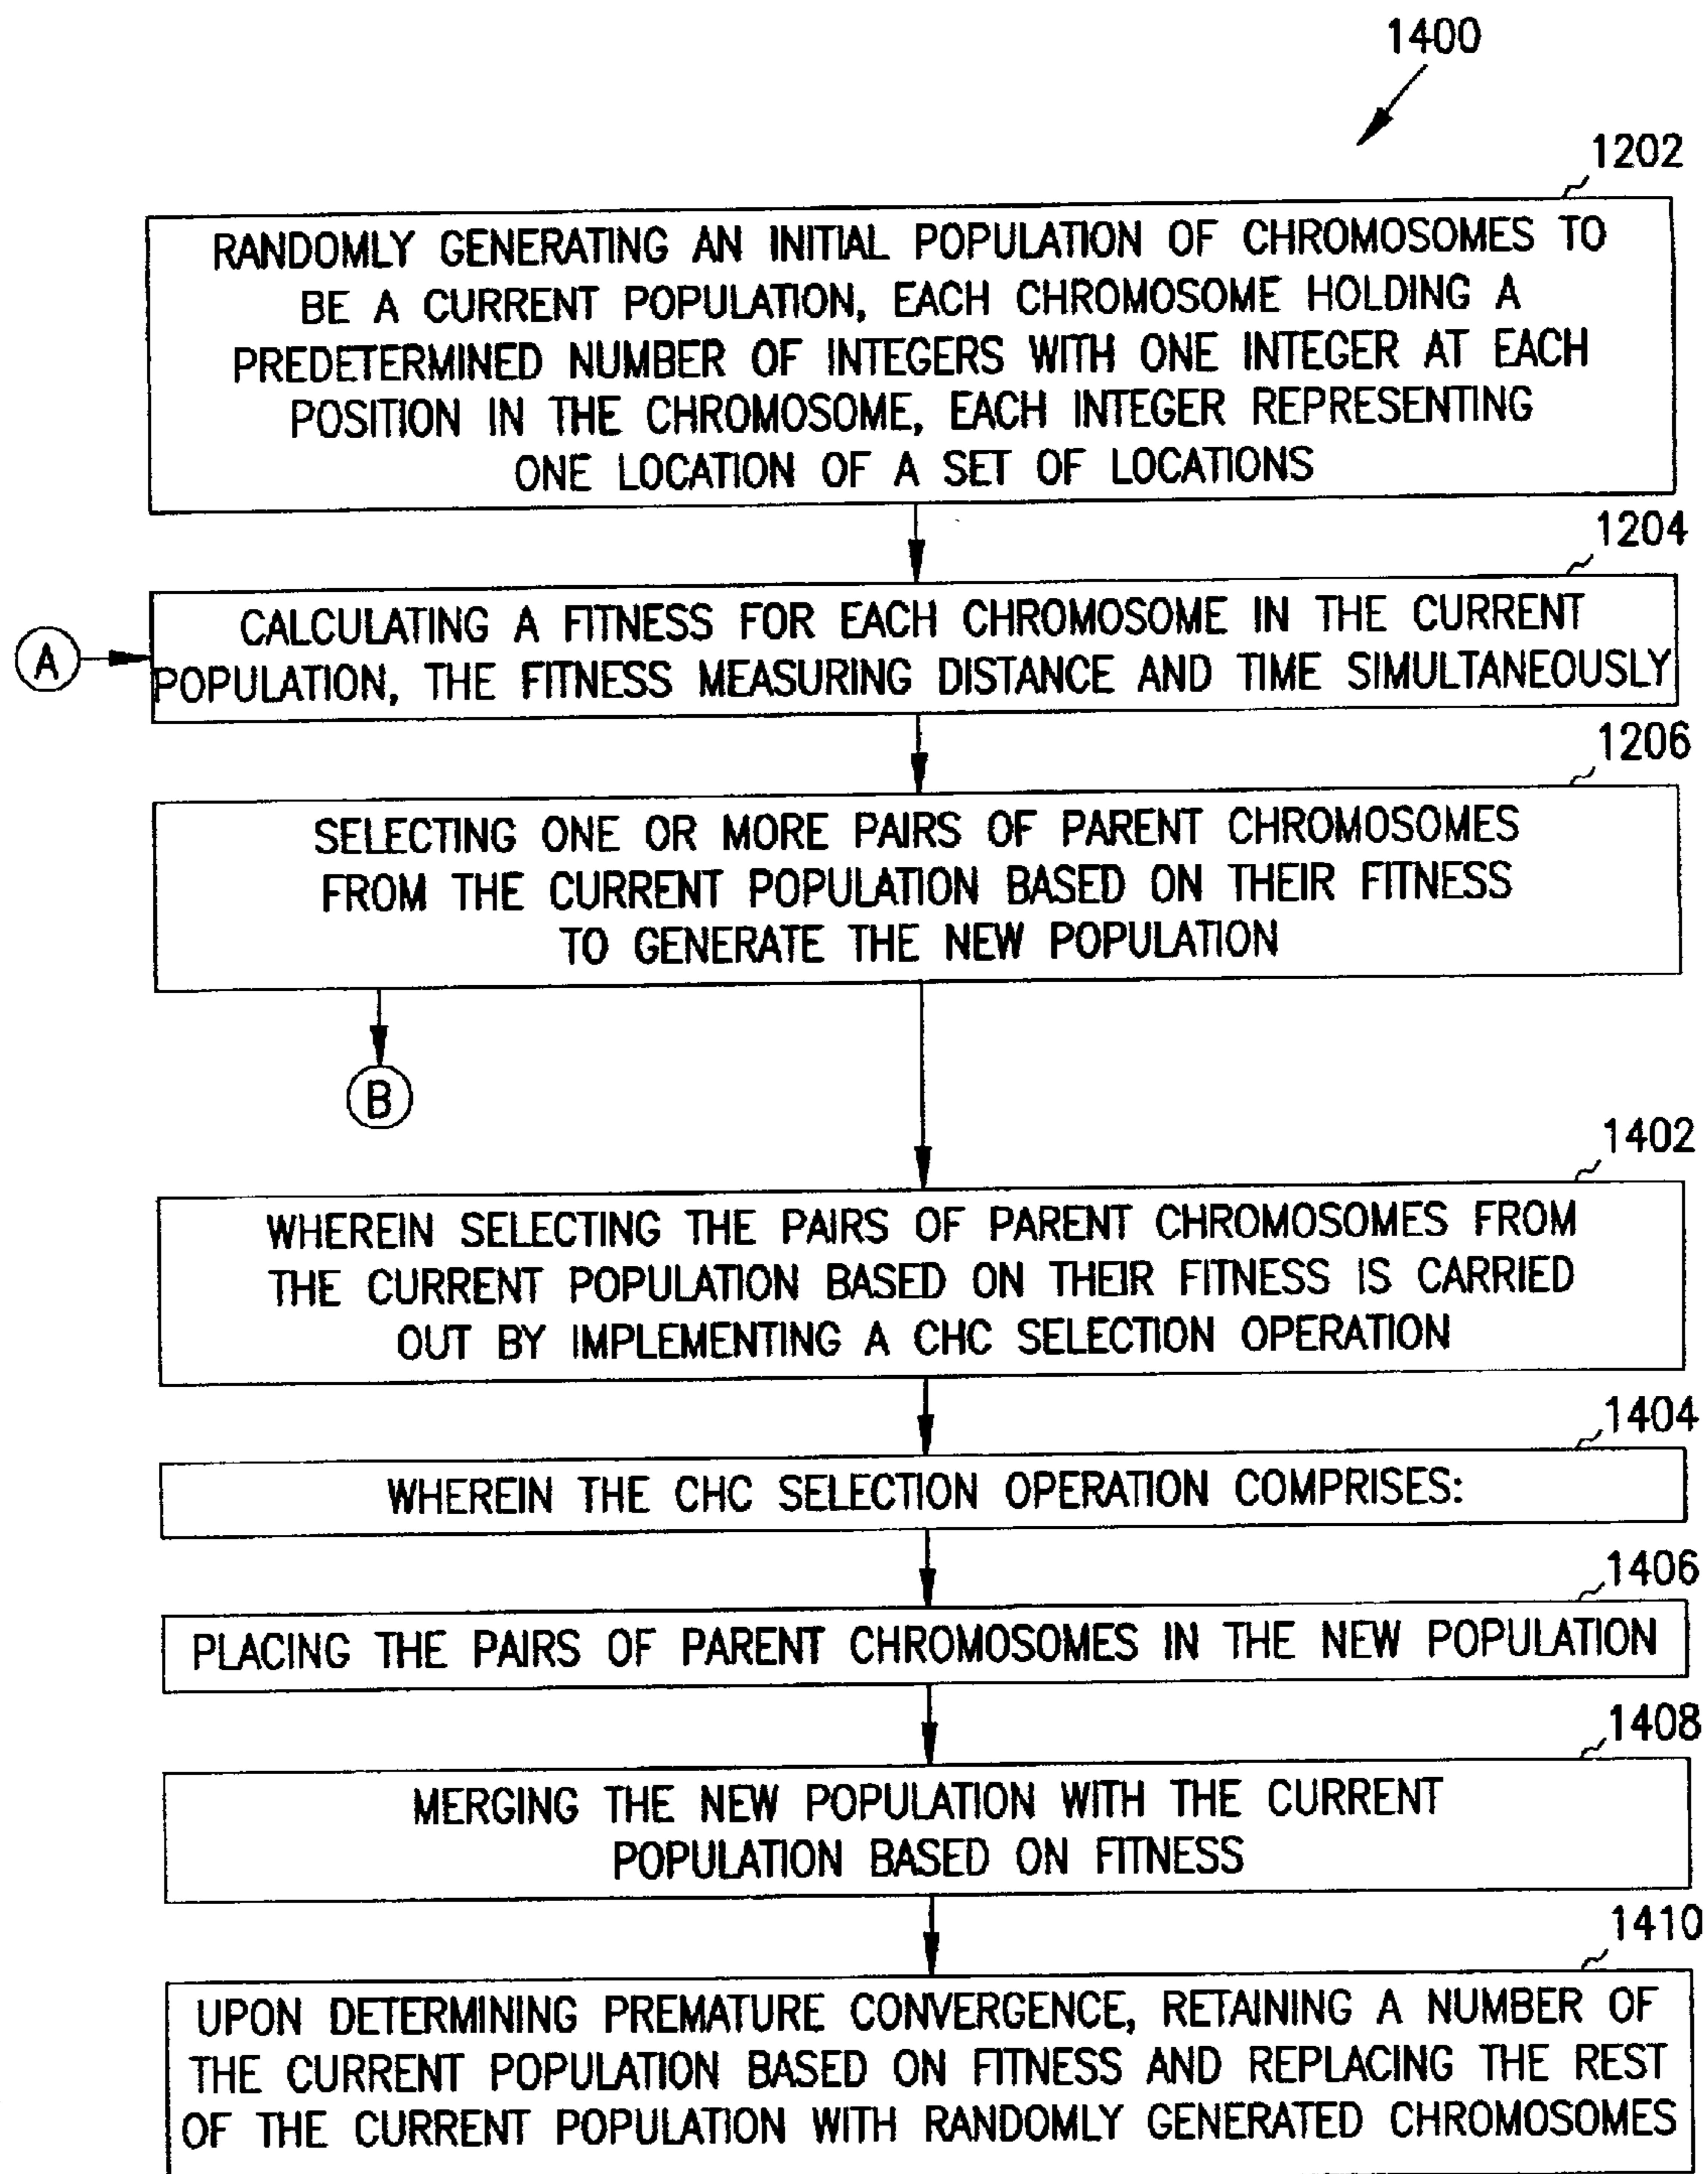 1400
1202
RANDOMLY GENERATING AN INITIAL POPULATION OF CHROMOSOMES TO
BE A CURRENT POPULATION, EACH CHROMOSOME HOLDING A
PREDETERMINED NUMBER OF INTEGERS WITH ONE INTEGER AT EACH
POSITION IN THE CHROMOSOME, EACH INTEGER REPRESENTING
ONE LOCATION OF A SET OF LOCATIONS
1204
A
CALCULATING A FITNESS FOR EACH CHROMOSOME IN THE CURRENT
POPULATION, THE FITNESS MEASURING DISTANCE AND TIME SIMULTANEOUSLY
1206
SELECTING ONE OR MORE PAIRS OF PARENT CHROMOSOMES
FROM THE CURRENT POPULATION BASED ON THEIR FITNESS
TO GENERATE THE NEW POPULATION
B
1402
WHEREIN SELECTING THE PAIRS OF PARENT CHROMOSOMES FROM
THE CURRENT POPULATION BASED ON THEIR FITNESS IS CARRIED
OUT BY IMPLEMENTING A CHC SELECTION OPERATION
1404
WHEREIN THE CHC SELECTION OPERATION COMPRISES:
1406
PLACING THE PAIRS OF PARENT CHROMOSOMES IN THE NEW POPULATION
1408
MERGING THE NEW POPULATION WITH THE CURRENT
POPULATION BASED ON FITNESS
1410
UPON DETERMINING PREMATURE CONVERGENCE, RETAINING A NUMBER OF
THE CURRENT POPULATION BASED ON FITNESS AND REPLACING THE REST
OF THE CURRENT POPULATION WITH RANDOMLY GENERATED CHROMOSOMES